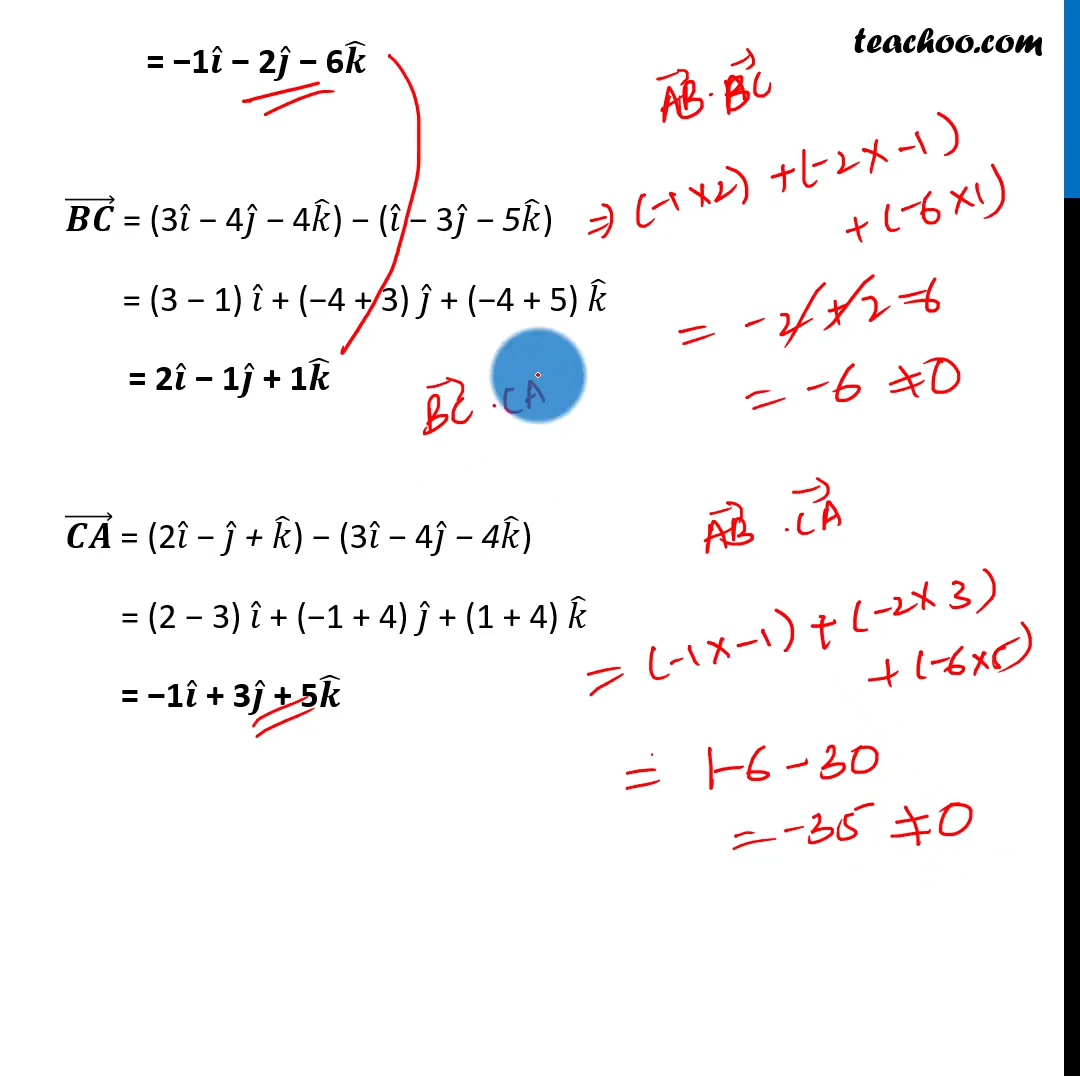 teachoo.com
= −1î − 2ĵ − 6k̂
AB⃗ . BC⃗
BC⃗ = (3î − 4ĵ − 4k̂) − (î − 3ĵ − 5k̂)
⇒ (-1×2) + (-2×-1)
+ (-6×1)
= (3 − 1) î + (−4 + 3) ĵ + (−4 + 5) k̂
= -2+2-6
= 2î − 1ĵ + 1k̂
= -6 ≠0
BC⃗ .CA
CA⃗ = (2î − ĵ + k̂) − (3î − 4ĵ − 4k̂)
AB⃗ .CA⃗
= (2 − 3) î + (−1 + 4) ĵ + (1 + 4) k̂
= (-1×-1) + (-2×3)
+ (-6×5)
= −1î + 3ĵ + 5k̂
= 1-6-30
= -35 ≠0